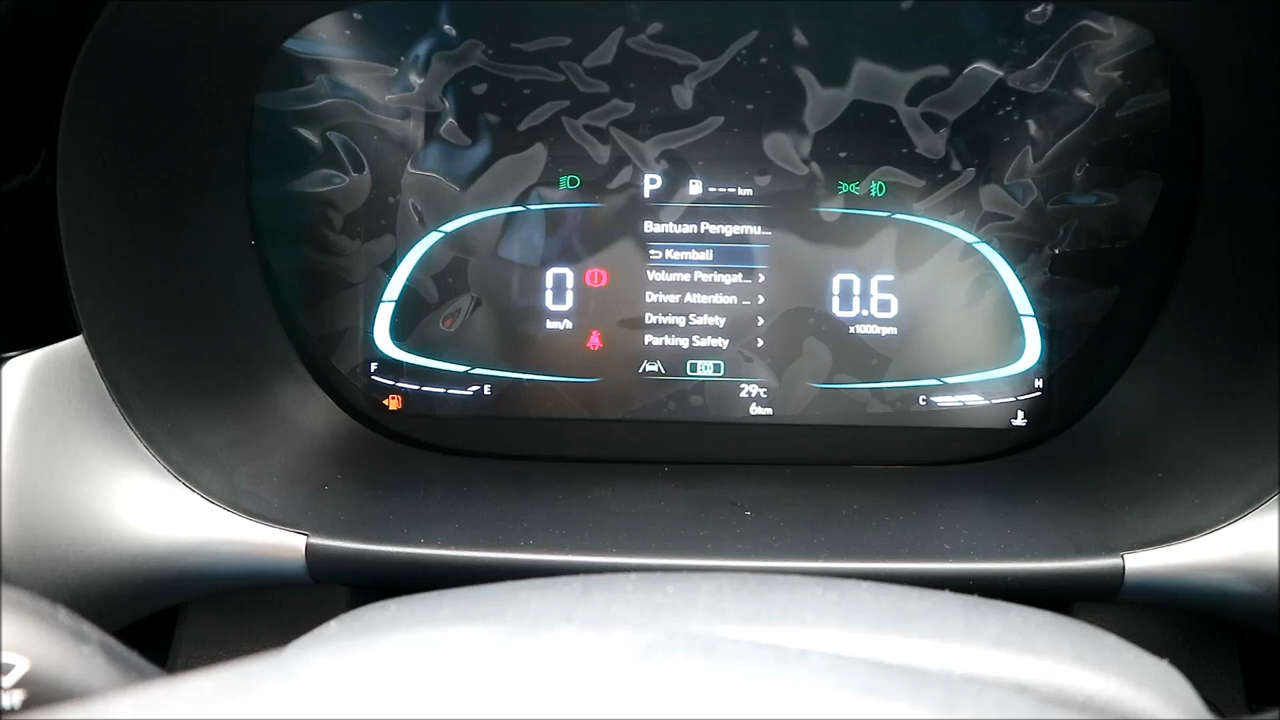 P --- km
Bantuan Pengemu...
Kembali
Volume Peringat...
Driver Attention ...
Driving Safety
Parking Safety
0
km/h
0.6
x1000rpm
ECO
F E
C H
29°C
6km